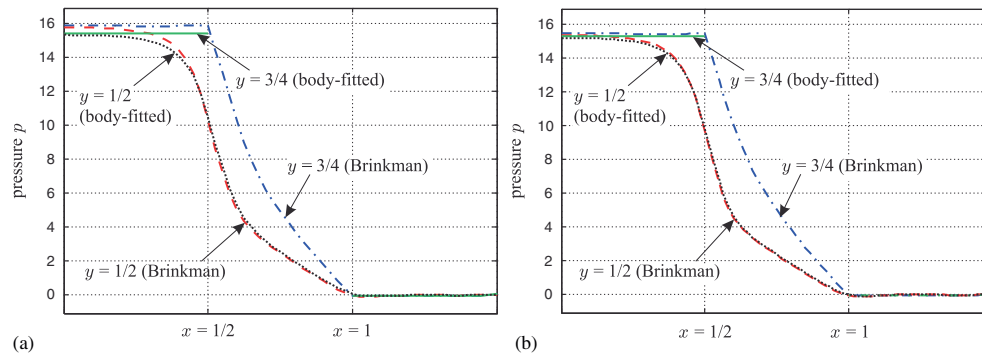 16
14
12
10
8
6
4
2
0
pressure p
y = 3/4 (body-fitted)
y = 1/2
(body-fitted)
y = 3/4 (Brinkman)
y = 1/2 (Brinkman)
x = 1/2
x = 1
(a)
16
14
12
10
8
6
4
2
0
pressure p
y = 3/4 (body-fitted)
y = 1/2
(body-fitted)
y = 3/4 (Brinkman)
y = 1/2 (Brinkman)
x = 1/2
x = 1
(b)